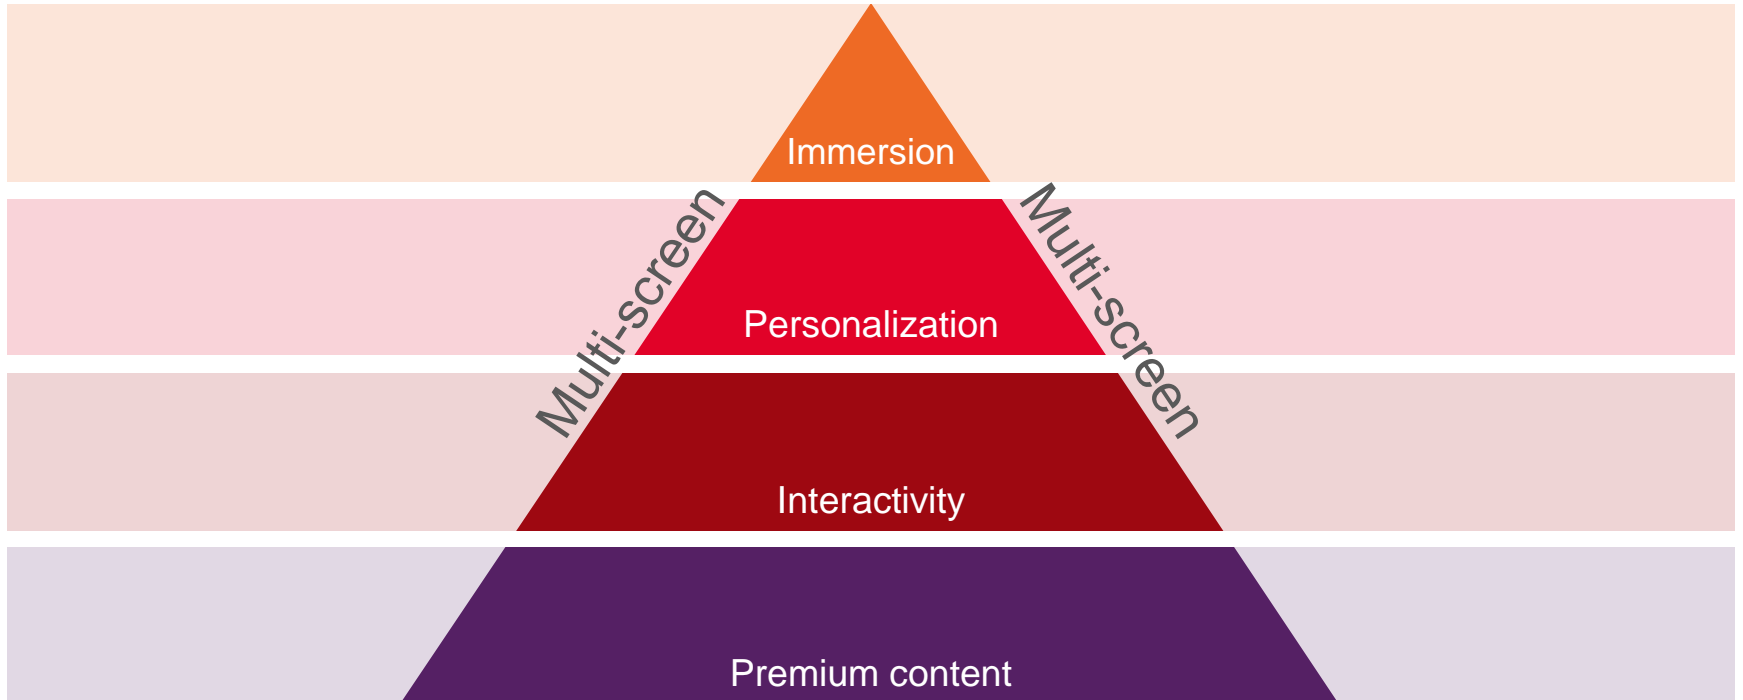 Immersion
Multi-screen
Multi-screen
Personalization
Interactivity
Premium content